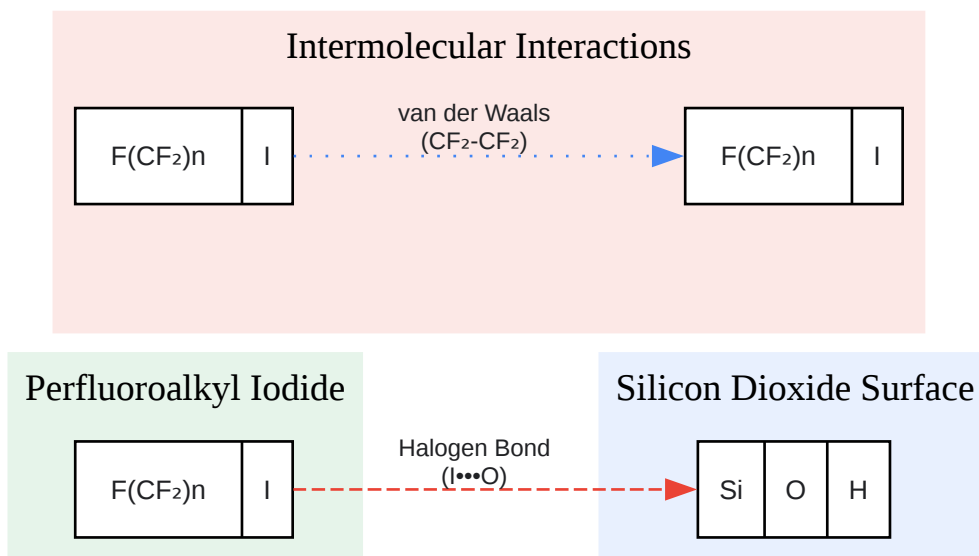 Intermolecular Interactions
van der Waals
(CF₂-CF₂)
F(CF₂)n I
F(CF₂)n I
Perfluoroalkyl Iodide
Silicon Dioxide Surface
Halogen Bond
(I•••O)
F(CF₂)n I
Si O H